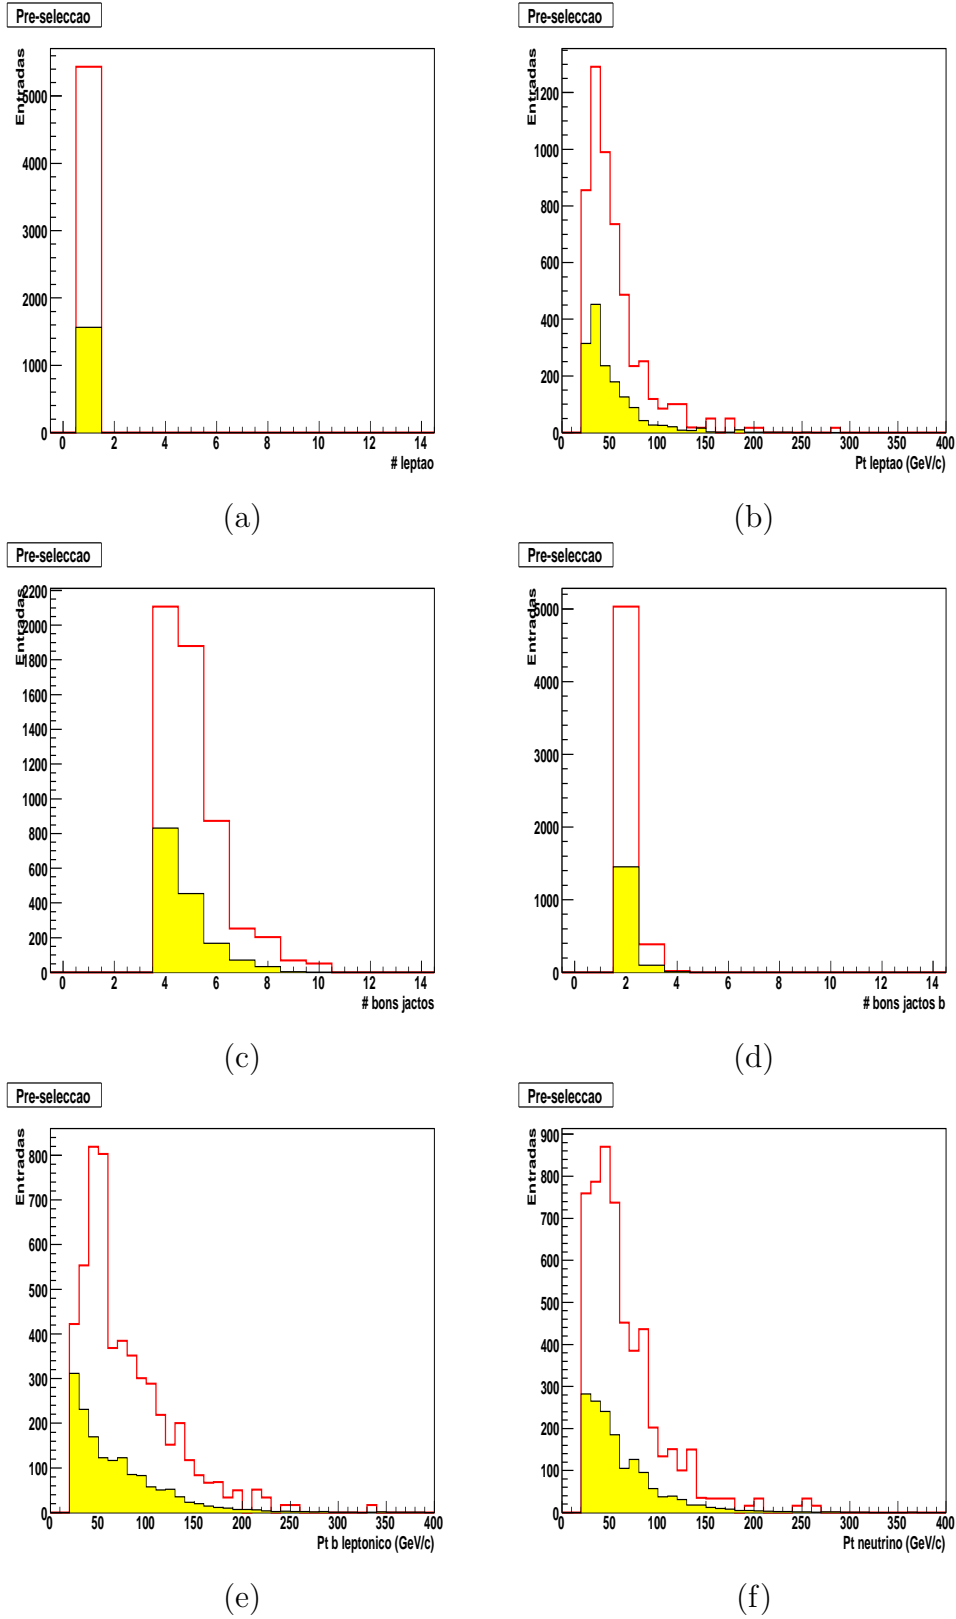 Pre-seleccao
Entradas
5000
4000
3000
2000
1000
0
0 2 4 6 8 10 12 14
# leptao
(a)
Pre-seleccao
Entradas
1200
1000
800
600
400
200
0
0 50 100 150 200 250 300 350 400
Pt leptao (GeV/c)
(b)
Pre-seleccao
Entradas
2200
2000
1800
1600
1400
1200
1000
800
600
400
200
0
0 2 4 6 8 10 12 14
# bons jactos
(c)
Pre-seleccao
Entradas
5000
4000
3000
2000
1000
0
0 2 4 6 8 10 12 14
# bons jactos b
(d)
Pre-seleccao
Entradas
800
700
600
500
400
300
200
100
0
0 50 100 150 200 250 300 350 400
Pt b leptonico (GeV/c)
(e)
Pre-seleccao
Entradas
900
800
700
600
500
400
300
200
100
0
0 50 100 150 200 250 300 350 400
Pt neutrino (GeV/c)
(f)